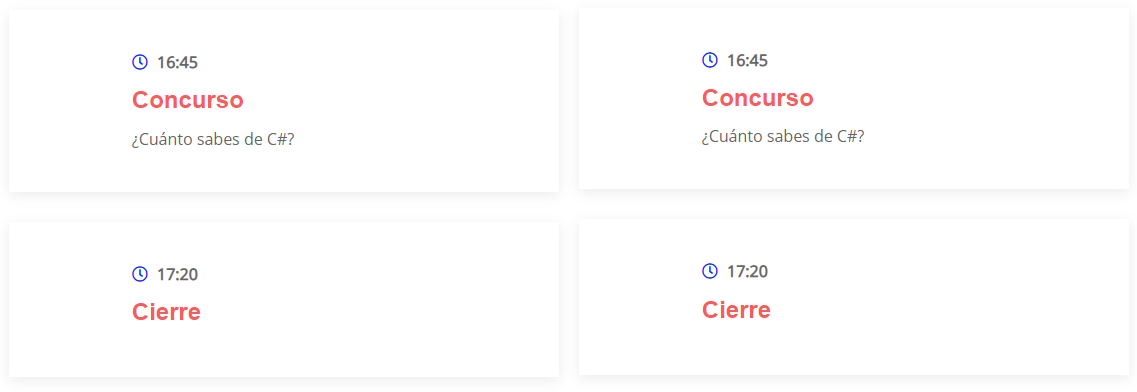 16:45
Concurso
¿Cuánto sabes de C#?
16:45
Concurso
¿Cuánto sabes de C#?
17:20
Cierre
17:20
Cierre